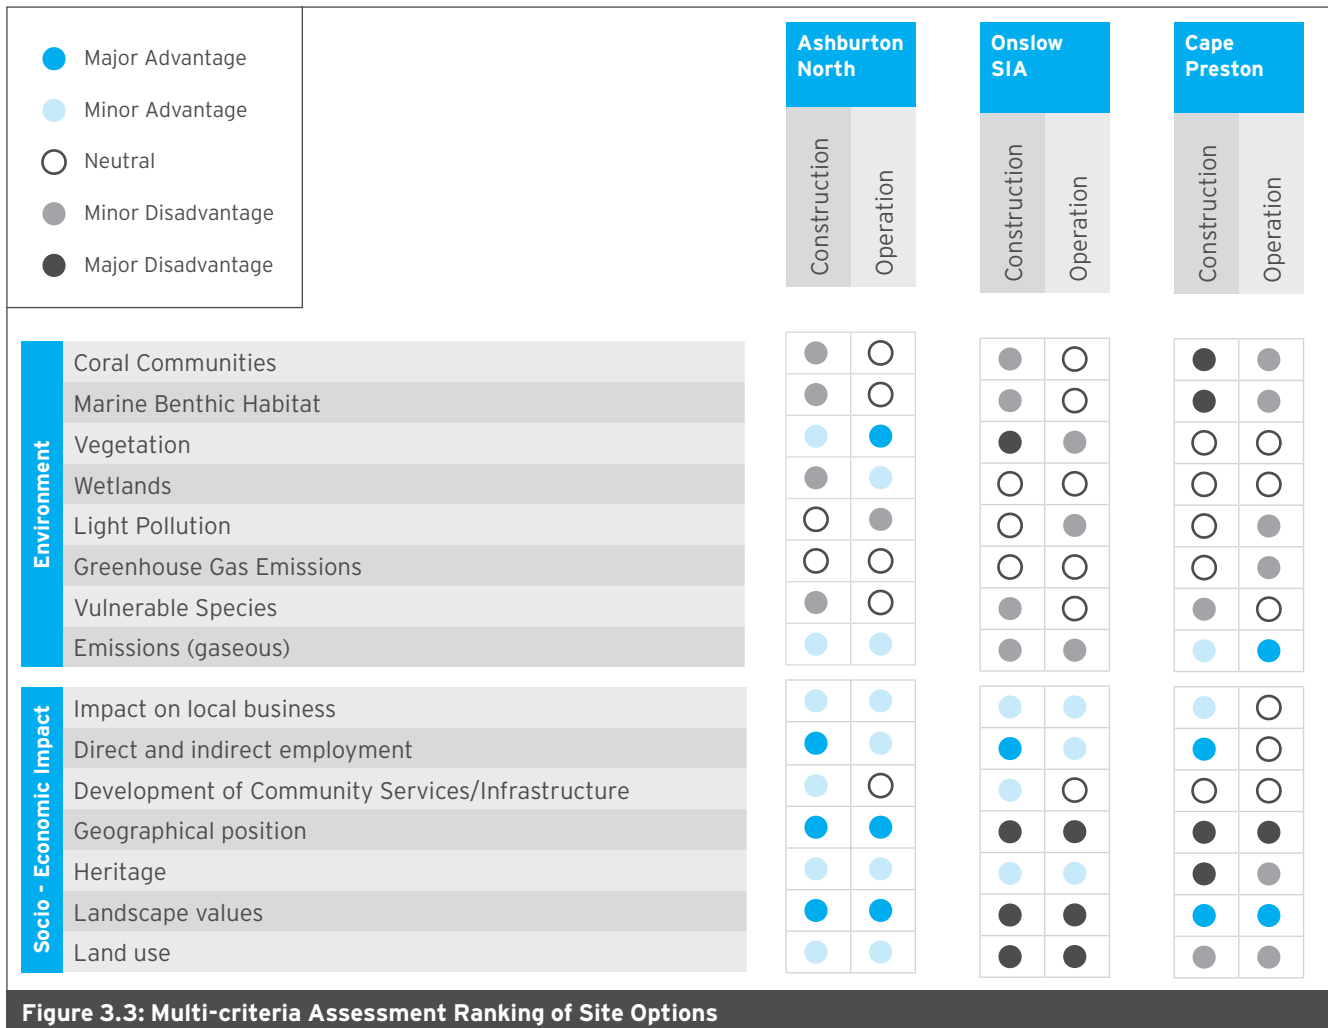 Major Advantage
Minor Advantage
Neutral
Minor Disadvantage
Major Disadvantage
Ashburton
North
Onslow
SIA
Cape
Preston
Construction
Operation
Construction
Operation
Construction
Operation
Environment
Coral Communities
Marine Benthic Habitat
Vegetation
Wetlands
Light Pollution
Greenhouse Gas Emissions
Vulnerable Species
Emissions (gaseous)
Socio - Economic Impact
Impact on local business
Direct and indirect employment
Development of Community Services/Infrastructure
Geographical position
Heritage
Landscape values
Land use
Figure 3.3: Multi-criteria Assessment Ranking of Site Options